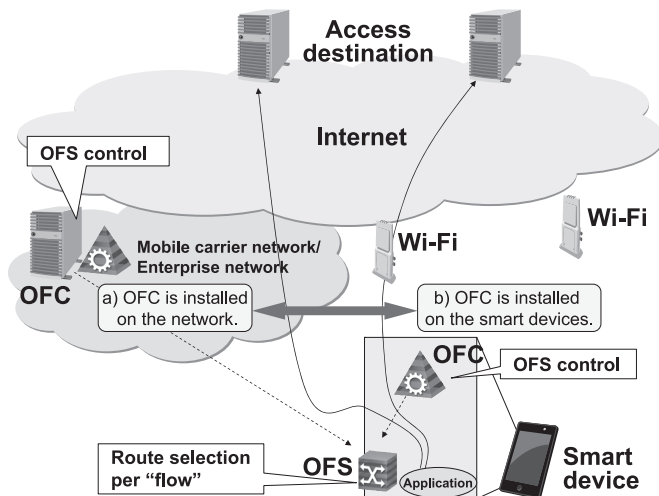 Access
destination
Internet
OFS control
Wi-Fi
Wi-Fi
Mobile carrier network/
Enterprise network
OFC
a) OFC is installed
on the network.
b) OFC is installed
on the smart devices.
OFC
OFS control
Route selection
per “flow”
OFS
Application
Smart
device